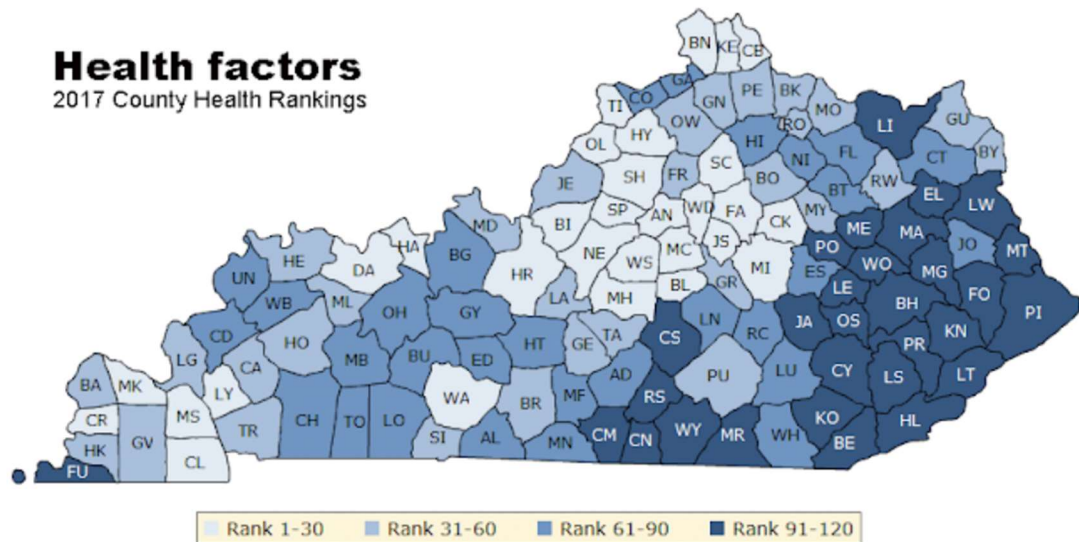 Health factors
2017 County Health Rankings
BN KE CB
GA
CO
TI GN PE BK
OW MO
RO LI GU
HY
OL HI FL CT BY
SC NI
JE SH FR BO RW
BT EL
SP WD FA LW
MD BI AN CK MY ME MA
HA JS PO JO
HE NE MC WO MT
DA BG WS MI ES MG
UN HR GR LE
WB ML LA MH BL BH FO PI
OH GY LN JA OS
CD TA CS RC KN
LG HO GE PR
MB BU ED HT
CA PU LU CY LS LT
BA MK LY AD
MF RS
CR MS WA BR
TR CH TO LO KO HL
HK GV SI AL MN CM CN WY MR WH BE
FU CL
Rank 1-30 Rank 31-60 Rank 61-90 Rank 91-120